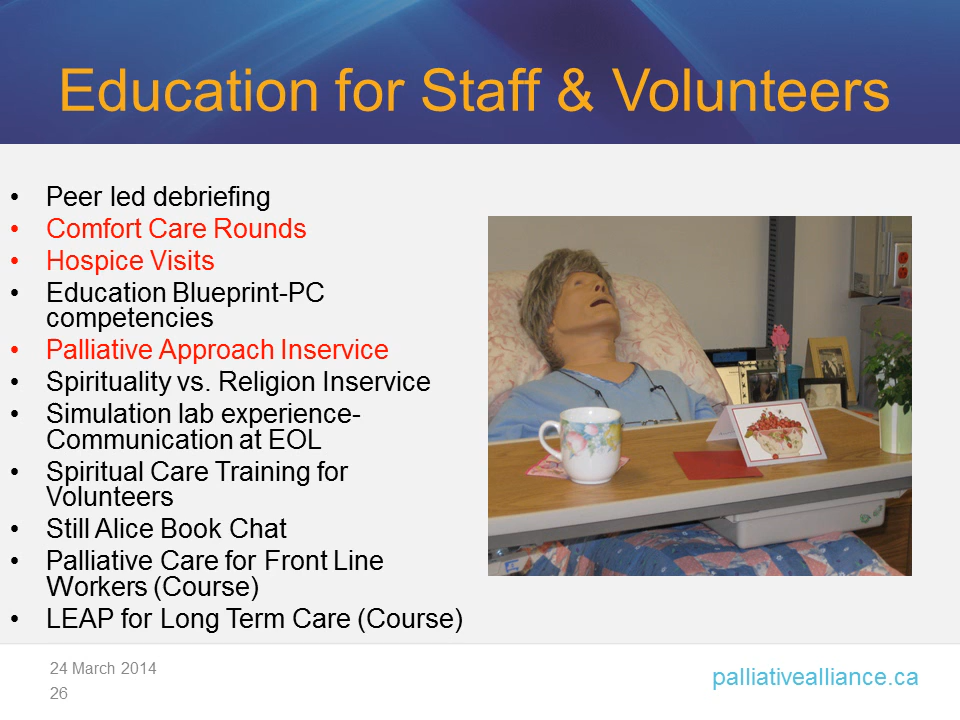 Education for Staff & Volunteers
• Peer led debriefing
• Comfort Care Rounds
• Hospice Visits
• Education Blueprint-PC
competencies
• Palliative Approach Inservice
• Spirituality vs. Religion Inservice
• Simulation lab experience-
Communication at EOL
• Spiritual Care Training for
Volunteers
• Still Alice Book Chat
• Palliative Care for Front Line
Workers (Course)
• LEAP for Long Term Care (Course)
24 March 2014
26
palliativealliance.ca